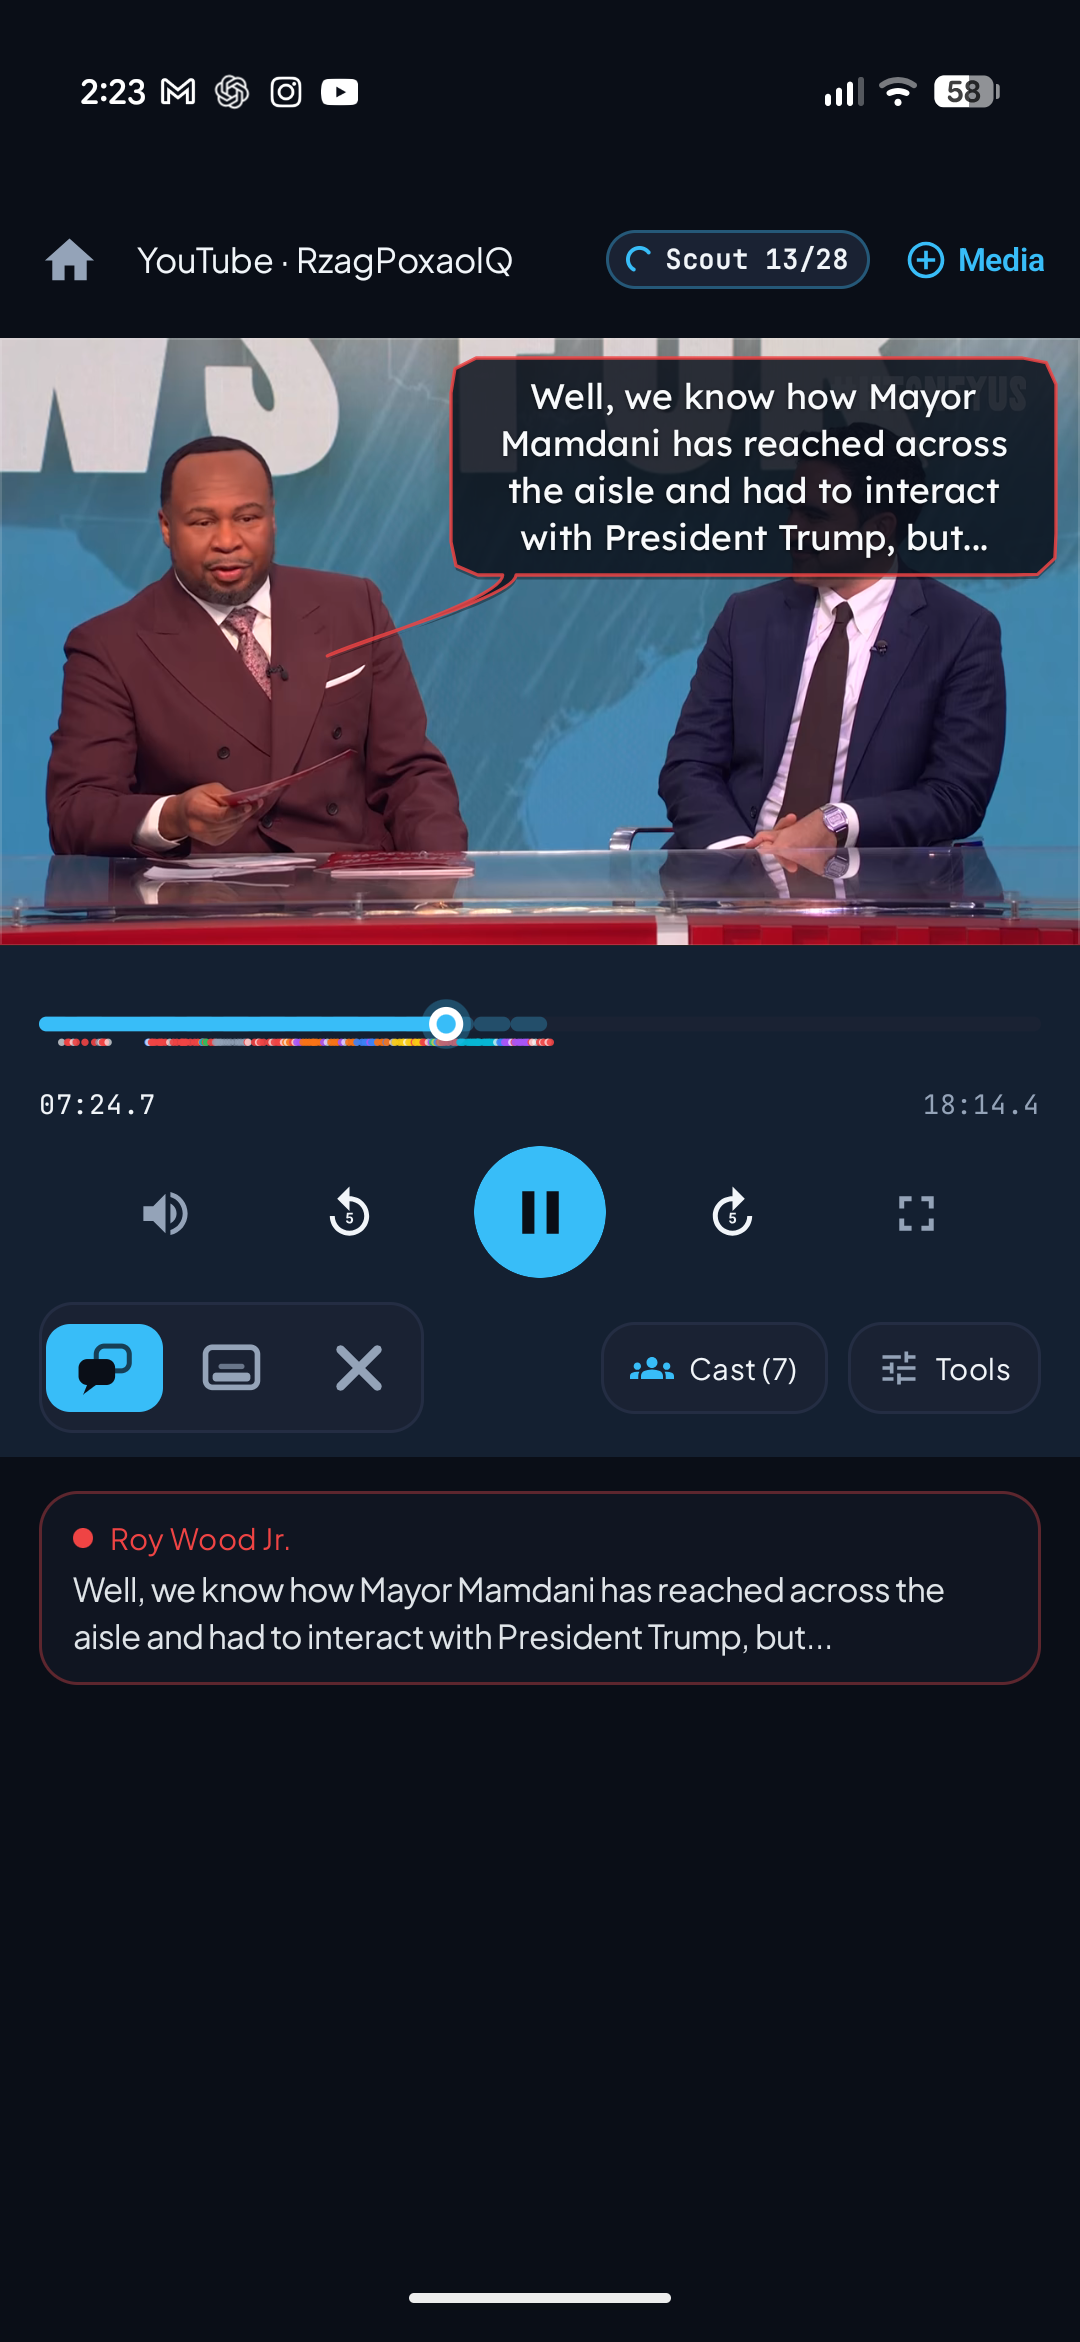 2:23
58
YouTube · RzagPoxaolQ
Scout 13/28
Media
Well, we know how Mayor
Mamdani has reached across
the aisle and had to interact
with President Trump, but...
07:24.7
18:14.4
5
5
Cast (7)
Tools
Roy Wood Jr.
Well, we know how Mayor Mamdani has reached across the
aisle and had to interact with President Trump, but...